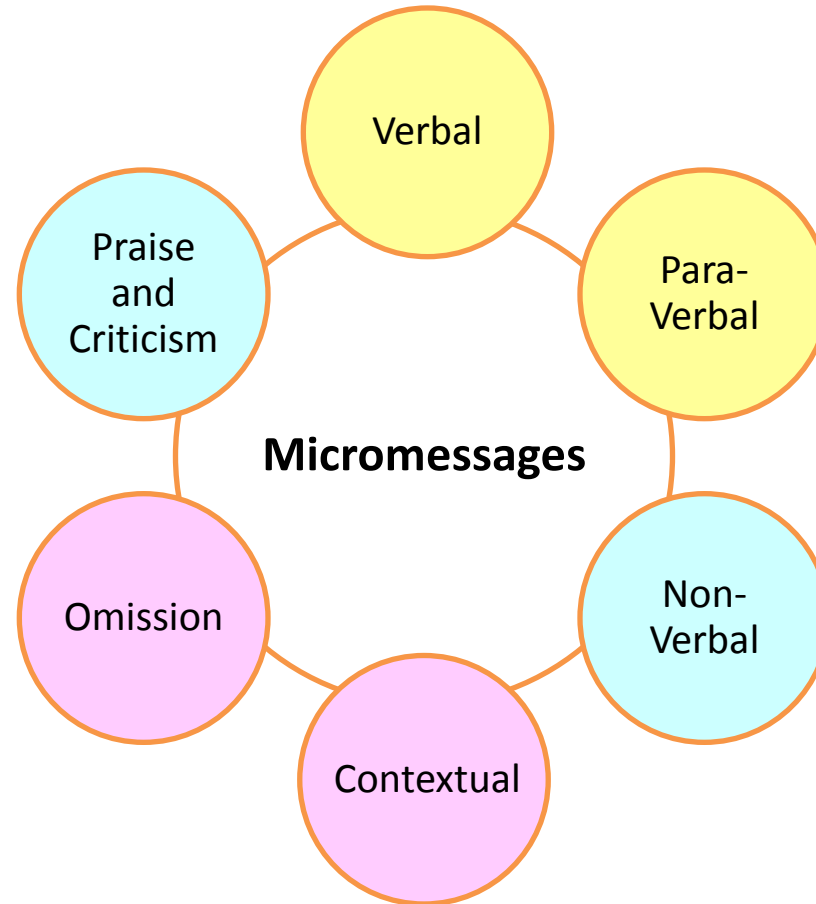 Verbal
Para-
Verbal
Non-
Verbal
Contextual
Omission
Praise
and
Criticism
Micromessages